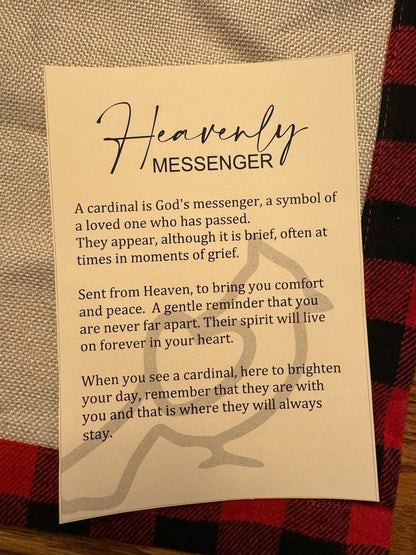 Heavenly
MESSENGER
A cardinal is God's messenger, a symbol of
a loved one who has passed.
They appear, although it is brief, often at
times in moments of grief.
Sent from Heaven, to bring you comfort
and peace.  A gentle reminder that you
are never far apart. Their spirit will live
on forever in your heart.
When you see a cardinal, here to brighten
your day, remember that they are with
you and that is where they will always
stay.